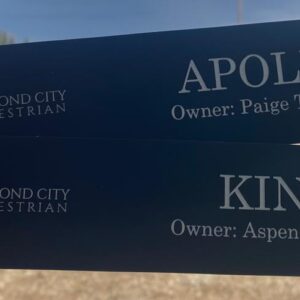 OND CITY
ESTRIAN
APOL
Owner: Paige T
OND CITY
ESTRIAN
KIN
Owner: Aspen